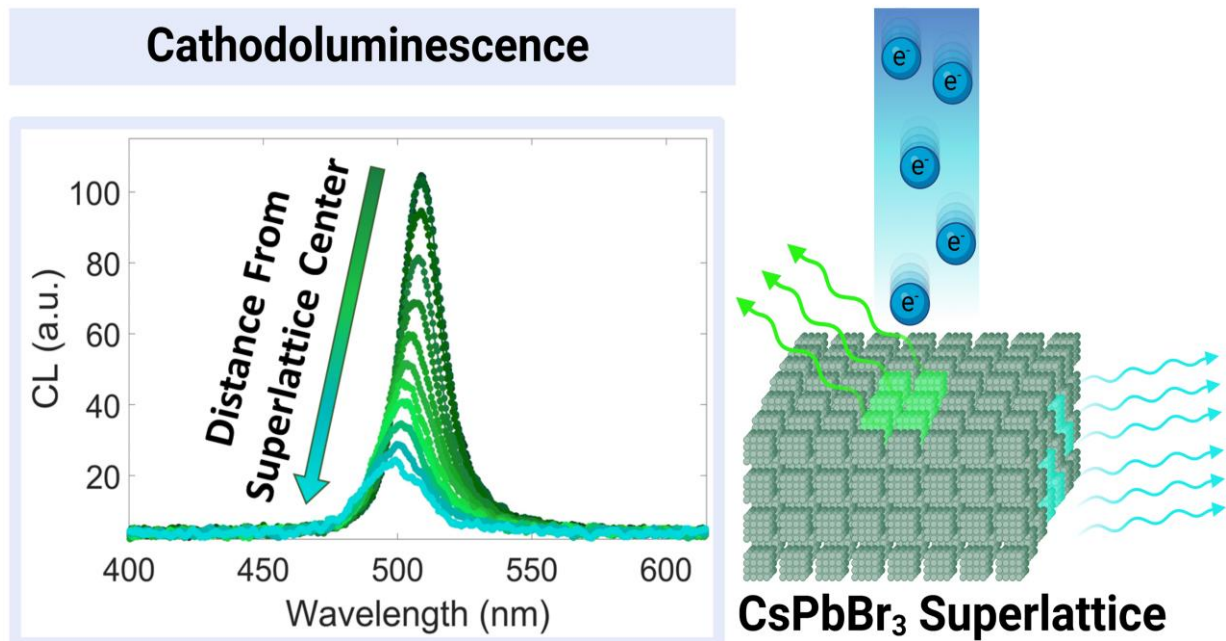 Cathodoluminescence
CL (a.u.)
100
80
60
40
20
400
450
500
550
600
Wavelength (nm)
Distance From
Superlattice Center
e⁻
e⁻
e⁻
e⁻
e⁻
CsPbBr₃ Superlattice